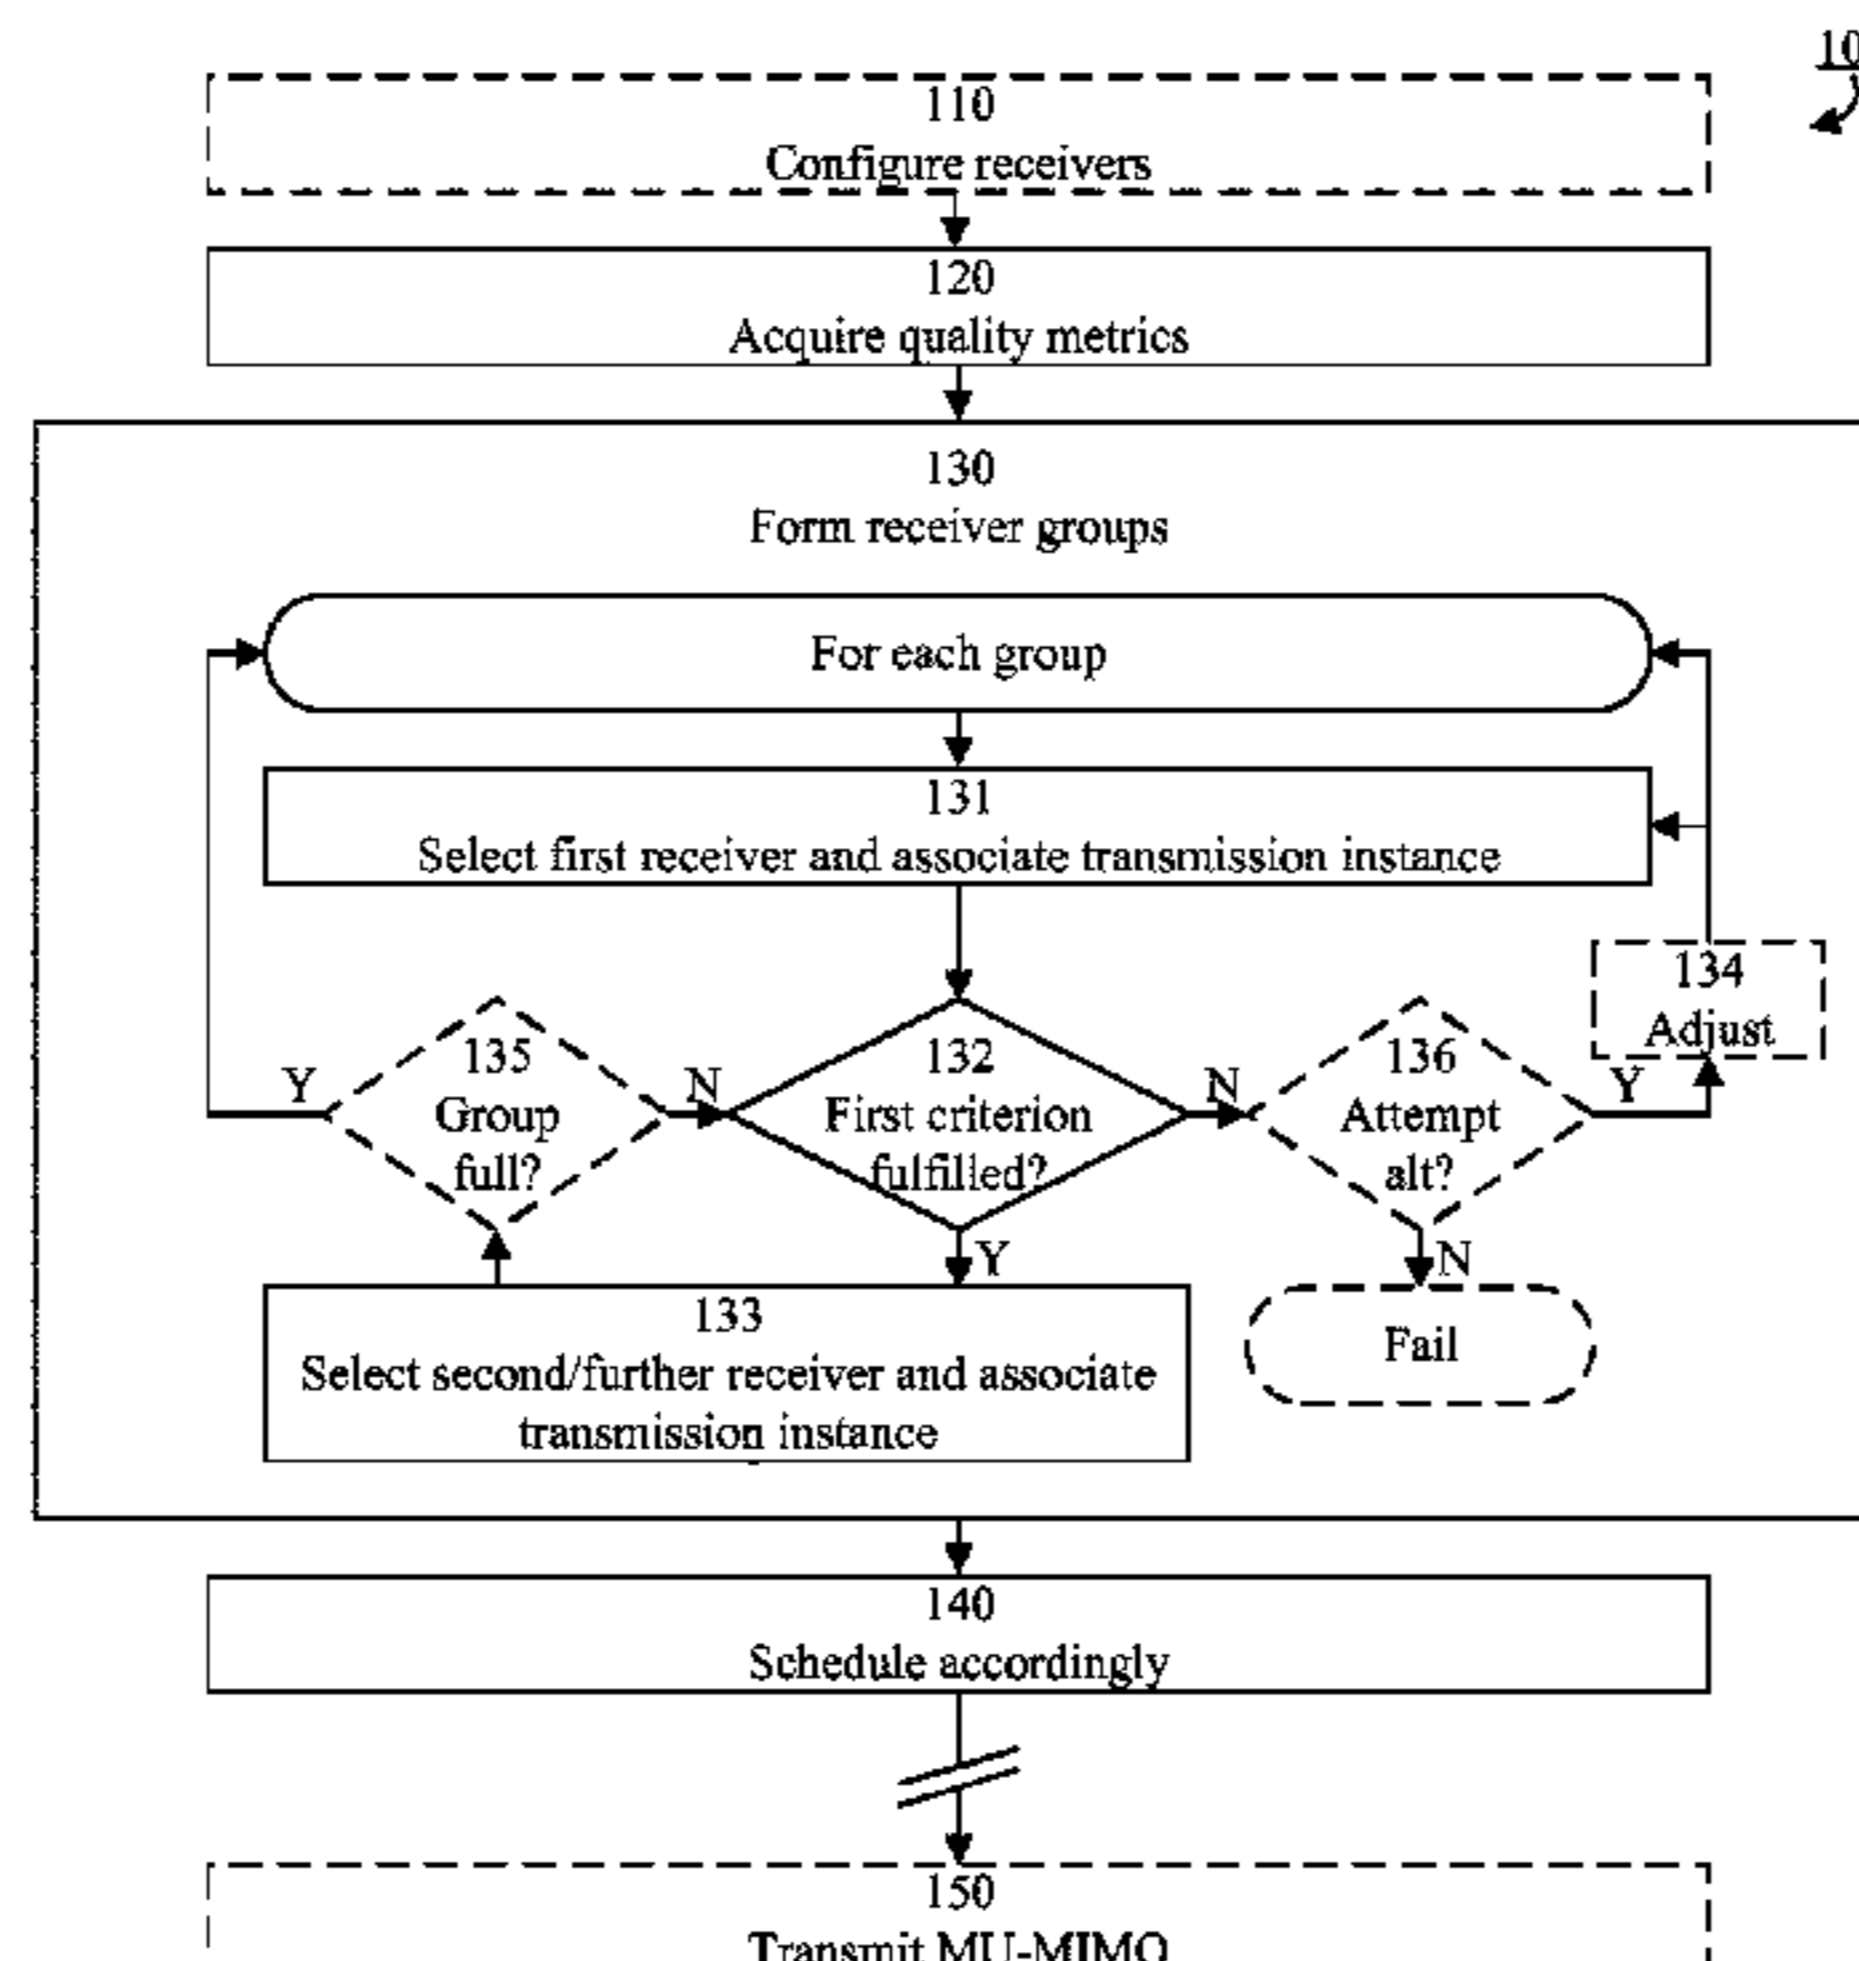 10
110
Configure receivers
120
Acquire quality metrics
130
Form receiver groups
For each group
131
Select first receiver and associate transmission instance
134
Adjust
135
Group
full?
Y
N
132
First criterion
fulfilled?
N
Y
136
Attempt
alt?
Y
N
133
Select second/further receiver and associate
transmission instance
Fail
140
Schedule accordingly
150
Transmit MU-MIMO